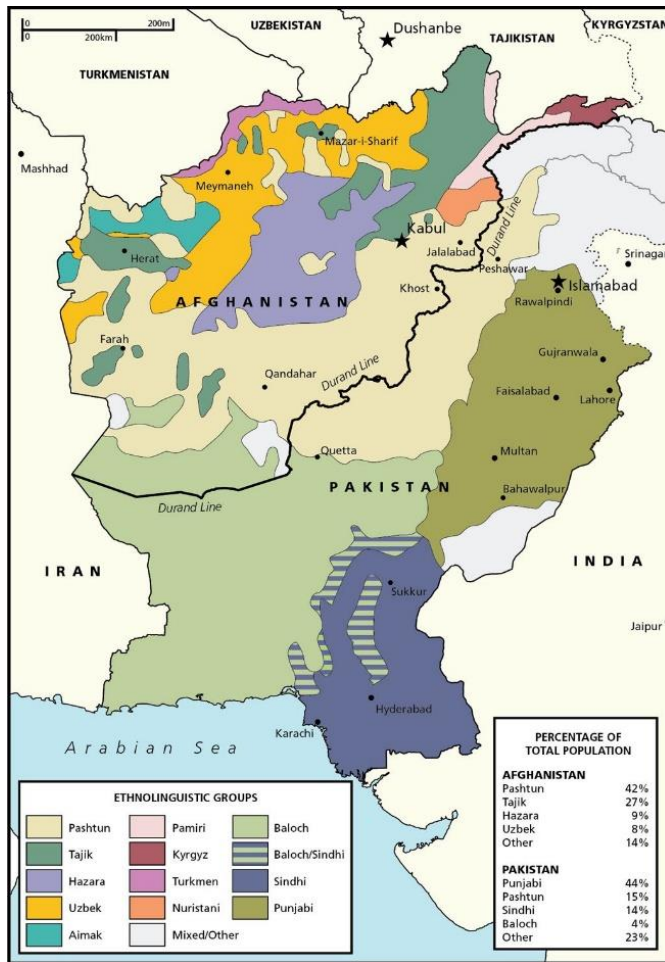 0 200m
0 200km
UZBEKISTAN
Dushanbe
TAJIKISTAN
KYRGYZSTAN
TURKMENISTAN
Mashhad
Mazar-i-Sharif
Meymaneh
Herat
Kabul
Jalalabad
Durand Line
Peshawar
Srinagar
Islamabad
Rawalpindi
AFGHANISTAN
Khost
Farah
Qandahar
Durand Line
Gujranwala
Faisalabad
Lahore
Quetta
Multan
PAKISTAN
Bahawalpur
Durand Line
IRAN
INDIA
Sukkur
Jaipur
Hyderabad
Karachi
Arabian Sea
ETHNOLINGUISTIC GROUPS
Pashtun
Tajik
Hazara
Uzbek
Aimak
Pamiri
Kyrgyz
Turkmen
Nuristani
Mixed/Other
Baloch
Baloch/Sindhi
Sindhi
Punjabi
PERCENTAGE OF
TOTAL POPULATION
AFGHANISTAN
Pashtun 42%
Tajik 27%
Hazara 9%
Uzbek 8%
Other 14%
PAKISTAN
Punjabi 44%
Pashtun 15%
Sindhi 14%
Baloch 4%
Other 23%